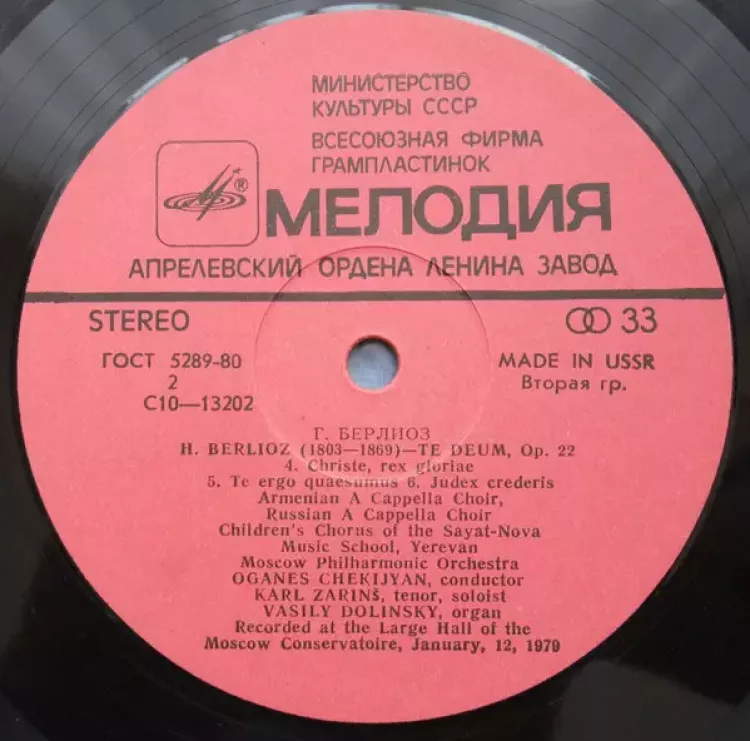 МИНИСТЕРСТВО
КУЛЬТУРЫ СССР
ВСЕСОЮЗНАЯ ФИРМА
ГРАМПЛАСТИНОК
®
МЕЛОДИЯ
АПРЕЛЕВСКИЙ ОРДЕНА ЛЕНИНА ЗАВОД
STEREO
33
ГОСТ 5289-80
MADE IN USSR
2
Вторая гр.
С10—13202
Г. БЕРЛИОЗ
H. BERLIOZ (1803—1869)—TE DEUM, Op. 22
4. Christe, rex gloriae
5. Te ergo quaesumus 6. Judex crederis
Armenian A Cappella Choir,
Russian A Cappella Choir
Children's Chorus of the Sayat-Nova
Music School, Yerevan
Moscow Philharmonic Orchestra
OGANES CHEKIJYAN, conductor
KARL ZARINŠ, tenor, soloist
VASILY DOLINSKY, organ
Recorded at the Large Hall of the
Moscow Conservatoire, January, 12, 1979